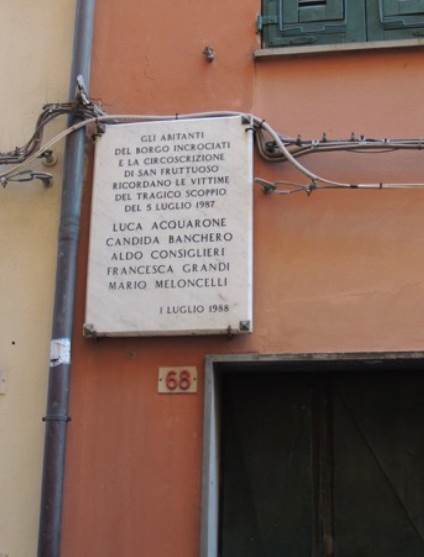 GLI ABITANTI
DEL BORGO INCROCIATI
E LA CIRCOSCRIZIONE
DI SAN FRUTTUOSO
RICORDANO LE VITTIME
DEL TRAGICO SCOPPIO
DEL 5 LUGLIO 1987
LUCA ACQUARONE
CANDIDA BANCHERO
ALDO CONSIGLIERI
FRANCESCA GRANDI
MARIO MELONCELLI
1 LUGLIO 1988
68